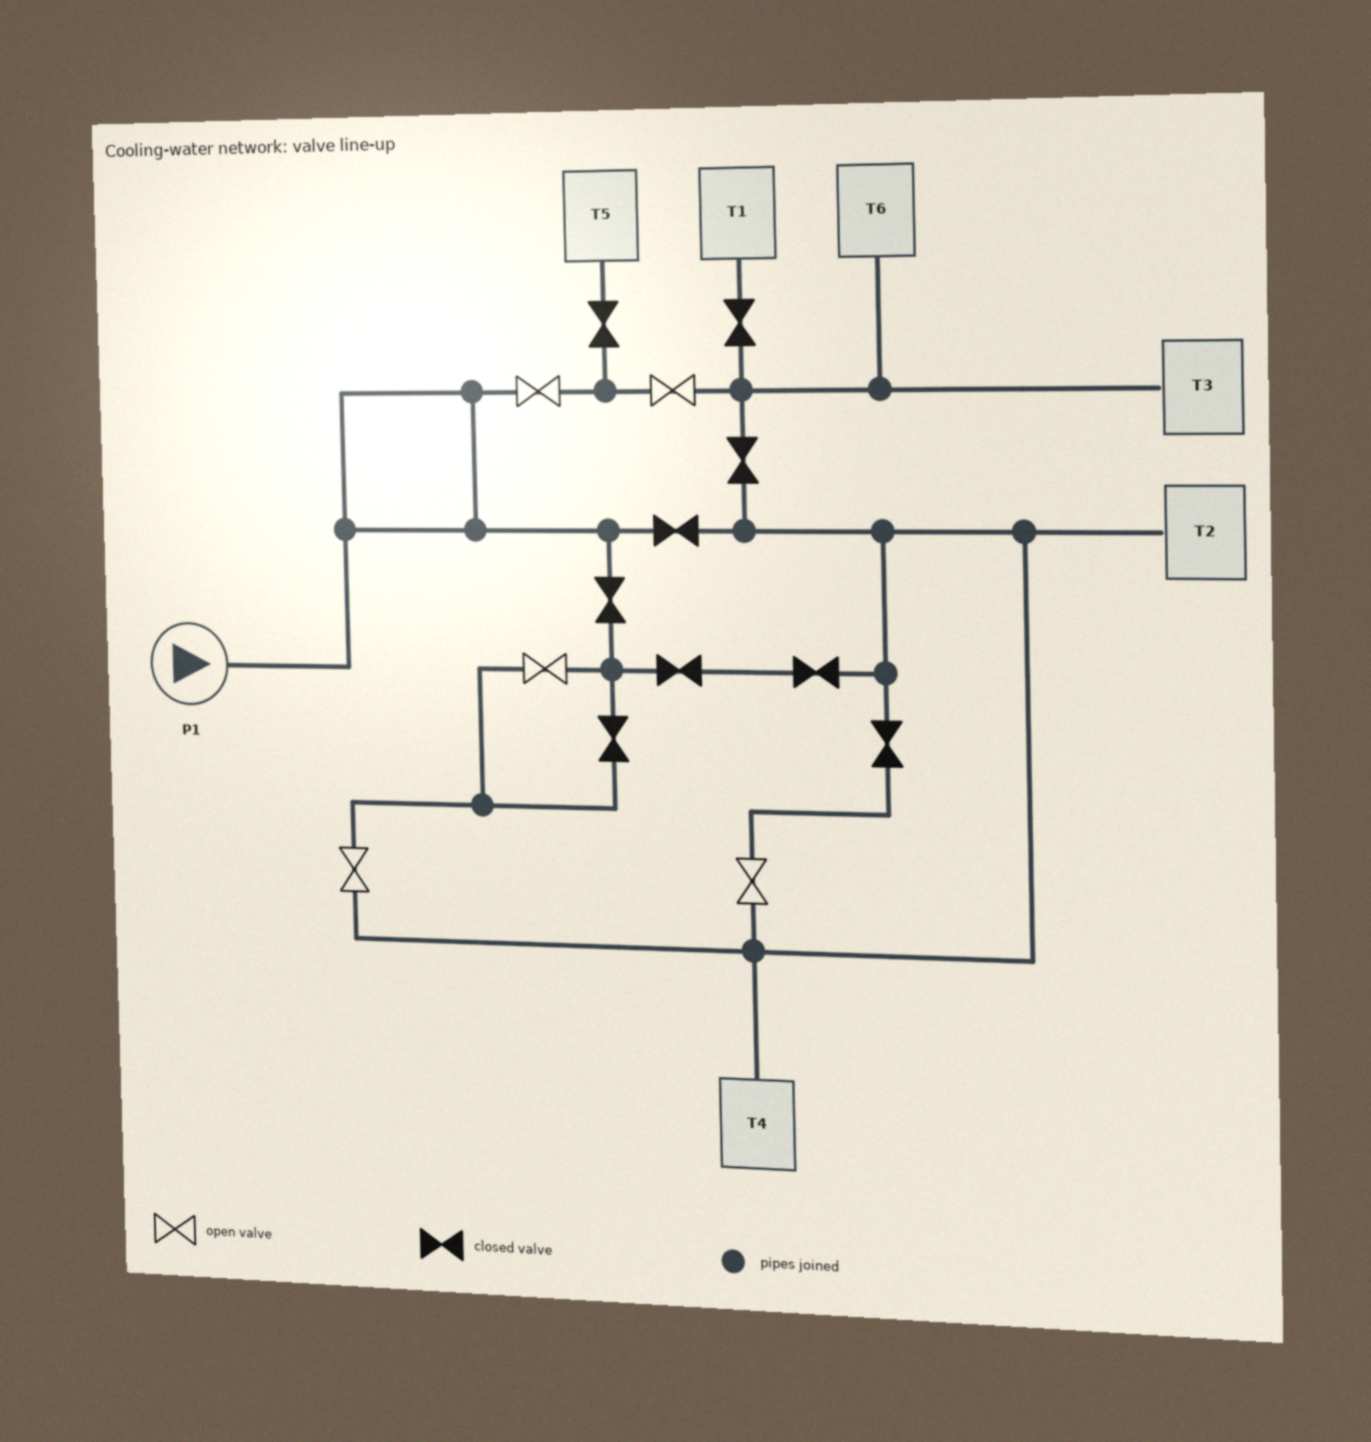 Cooling-water network: valve line-up
T5
T1
T6
T3
T2
P1
T4
open valve
closed valve
pipes joined